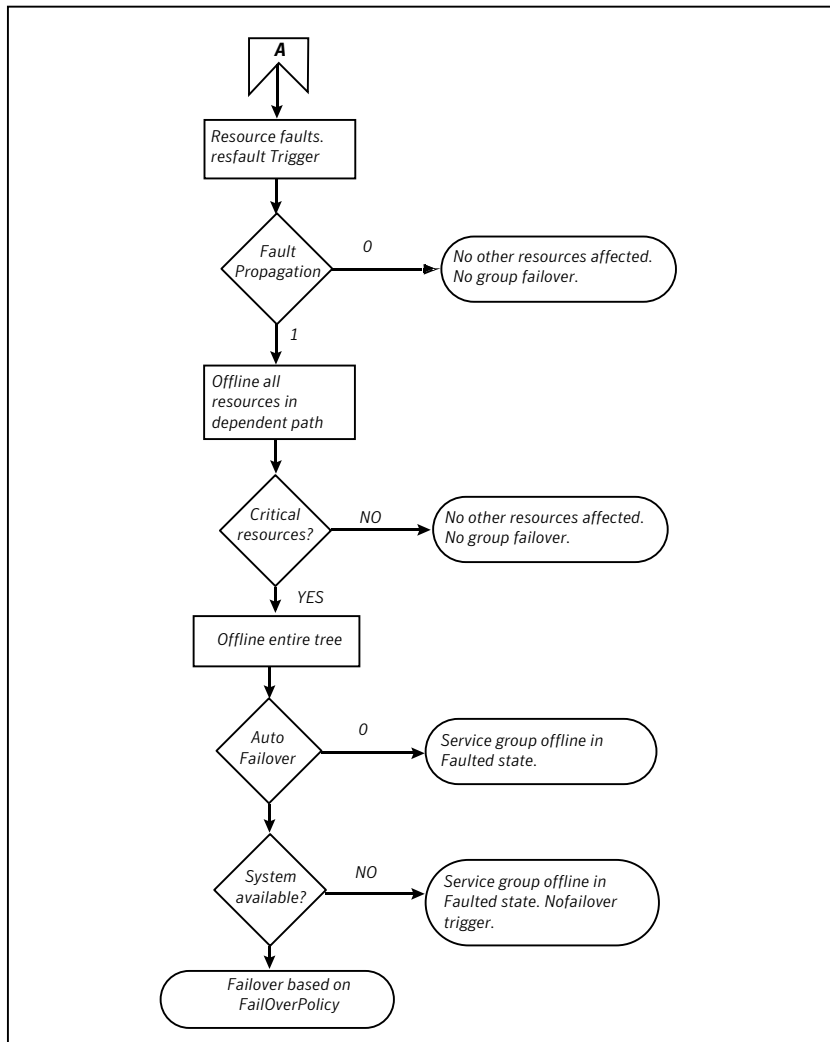 A
Resource faults.
resfault Trigger
Fault
Propagation
0
No other resources affected.
No group failover.
1
Offline all
resources in
dependent path
Critical
resources?
NO
No other resources affected.
No group failover.
YES
Offline entire tree
Auto
Failover
0
Service group offline in
Faulted state.
System
available?
NO
Service group offline in
Faulted state. Nofailover
trigger.
Failover based on
FailOverPolicy